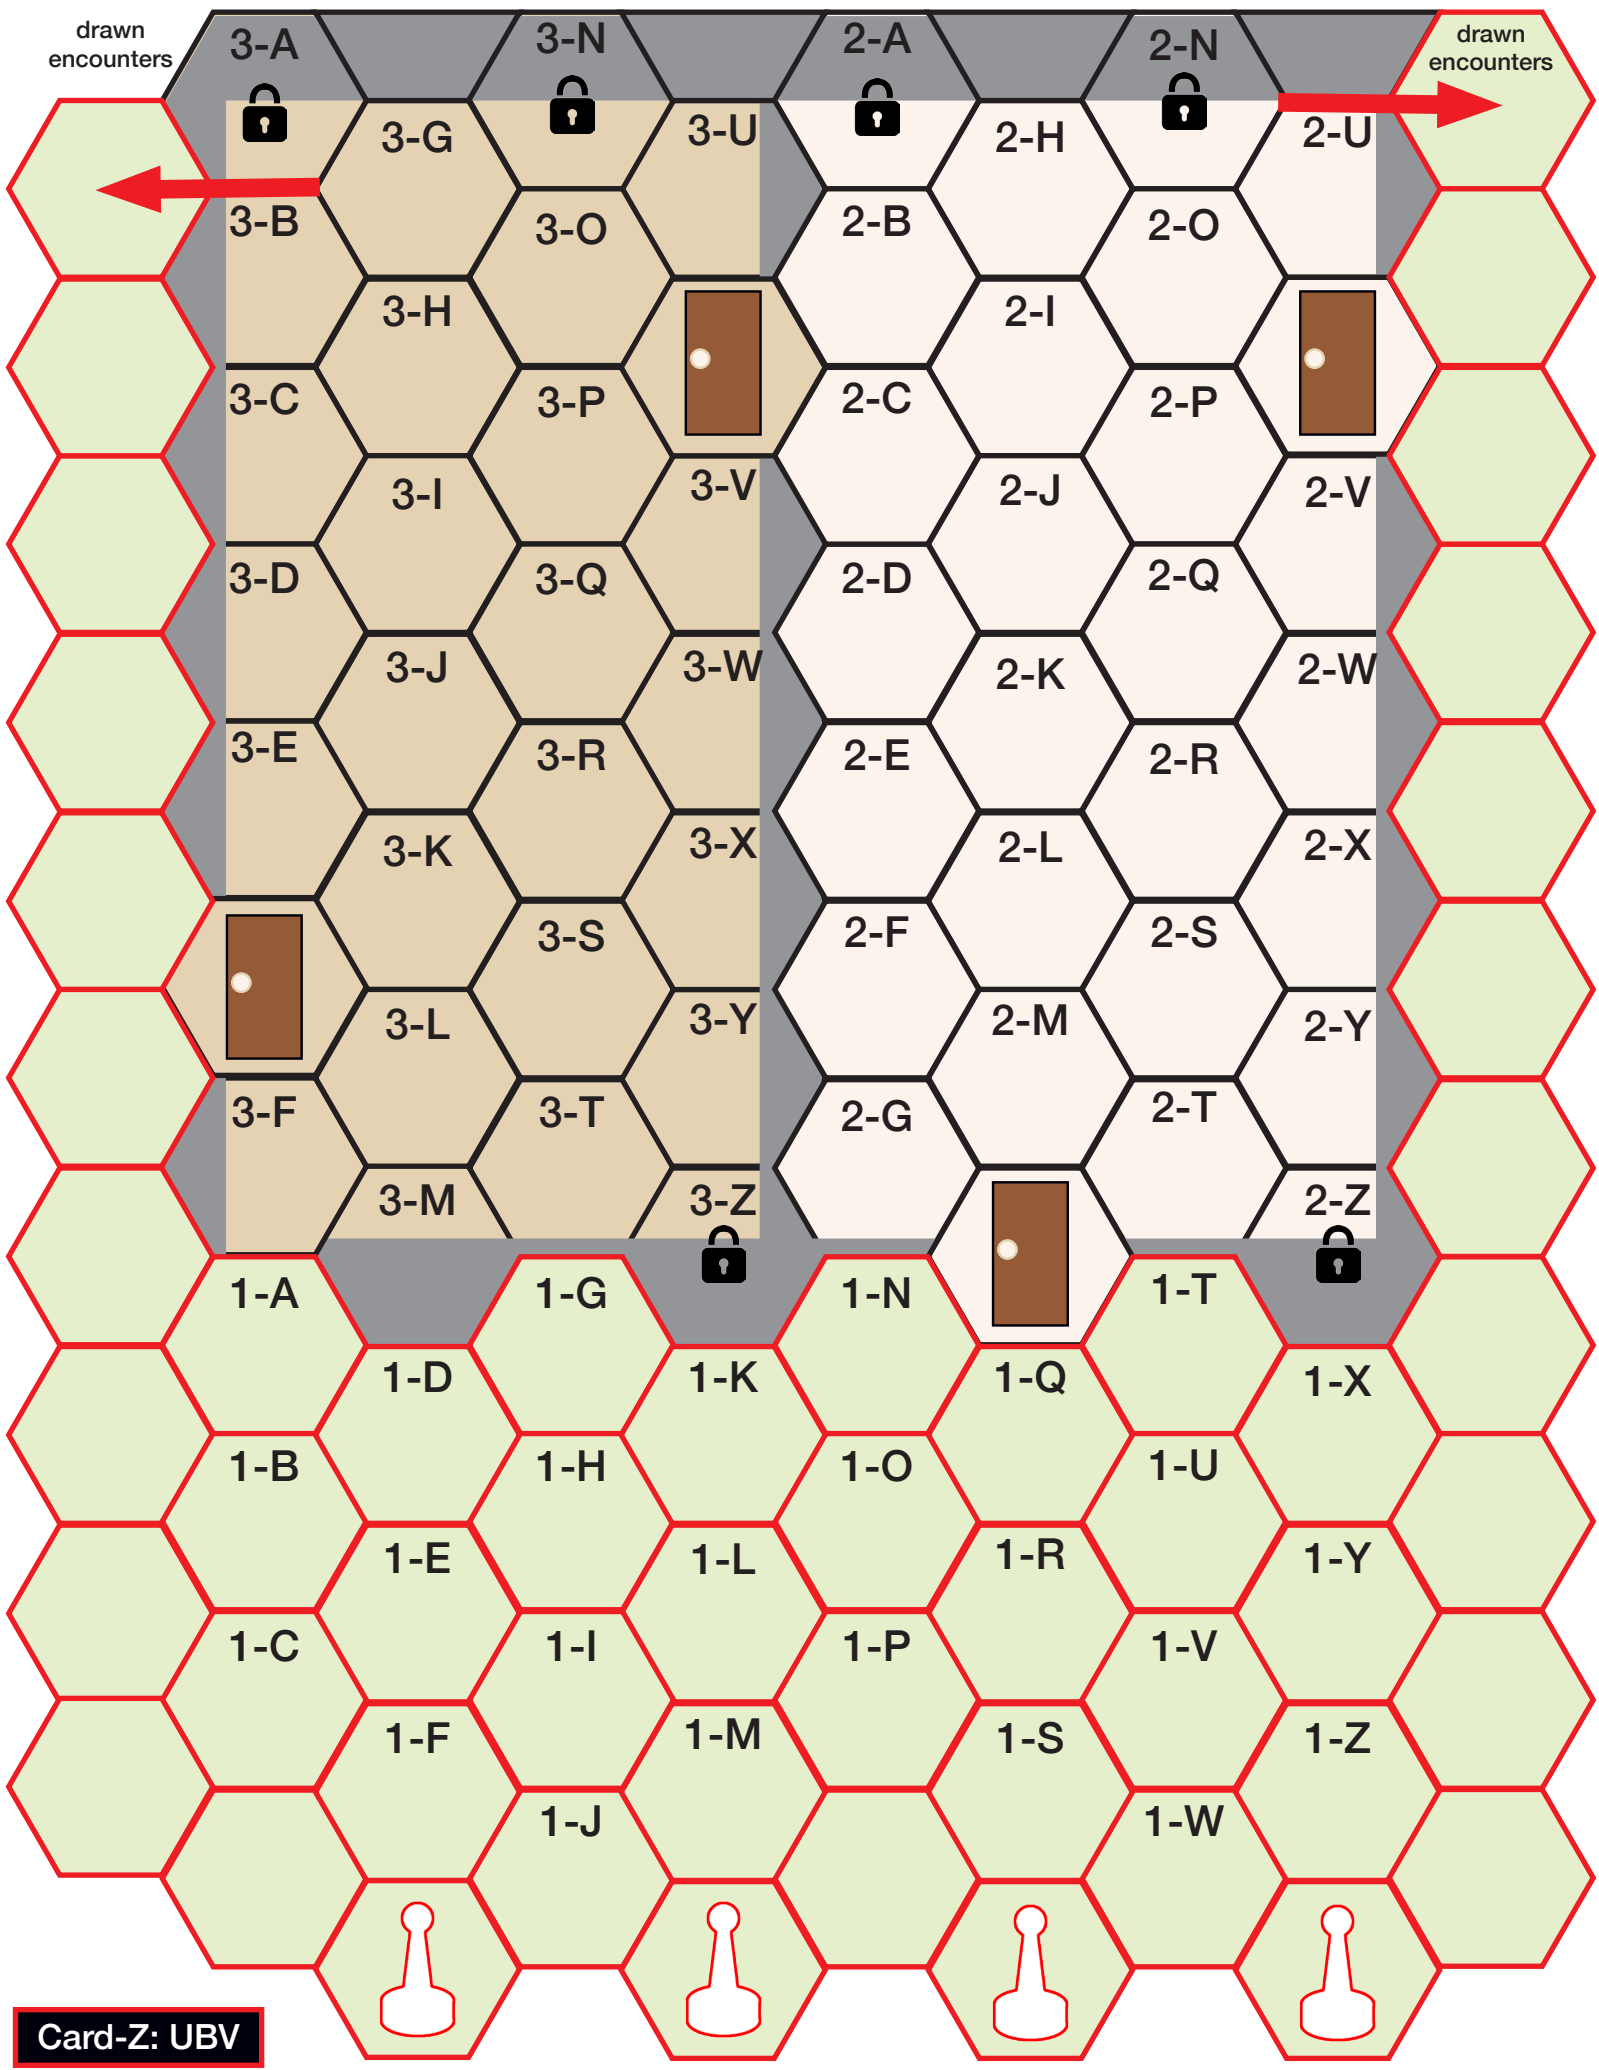 drawn
encounters
3-A
3-N
2-A
2-N
drawn
encounters
3-G
3-U
2-H
2-U
3-B
3-O
2-B
2-O
3-H
2-I
3-C
3-P
2-C
2-P
3-I
3-V
2-J
2-V
3-D
3-Q
2-D
2-Q
3-J
3-W
2-K
2-W
3-E
3-R
2-E
2-R
3-K
3-X
2-L
2-X
3-S
2-F
2-S
3-L
3-Y
2-M
2-Y
3-F
3-T
2-G
2-T
3-M
3-Z
2-Z
1-A
1-G
1-N
1-T
1-D
1-K
1-Q
1-X
1-B
1-H
1-O
1-U
1-E
1-L
1-R
1-Y
1-C
1-I
1-P
1-V
1-F
1-M
1-S
1-Z
1-J
1-W
Card-Z: UBV